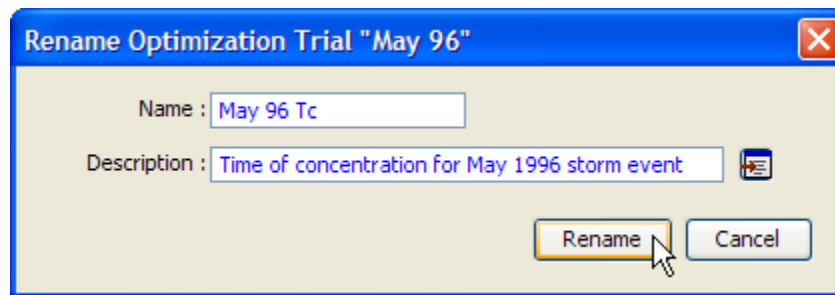 Rename Optimization Trial "May 96"
Name : May 96 Tc
Description : Time of concentration for May 1996 storm event
Rename Cancel